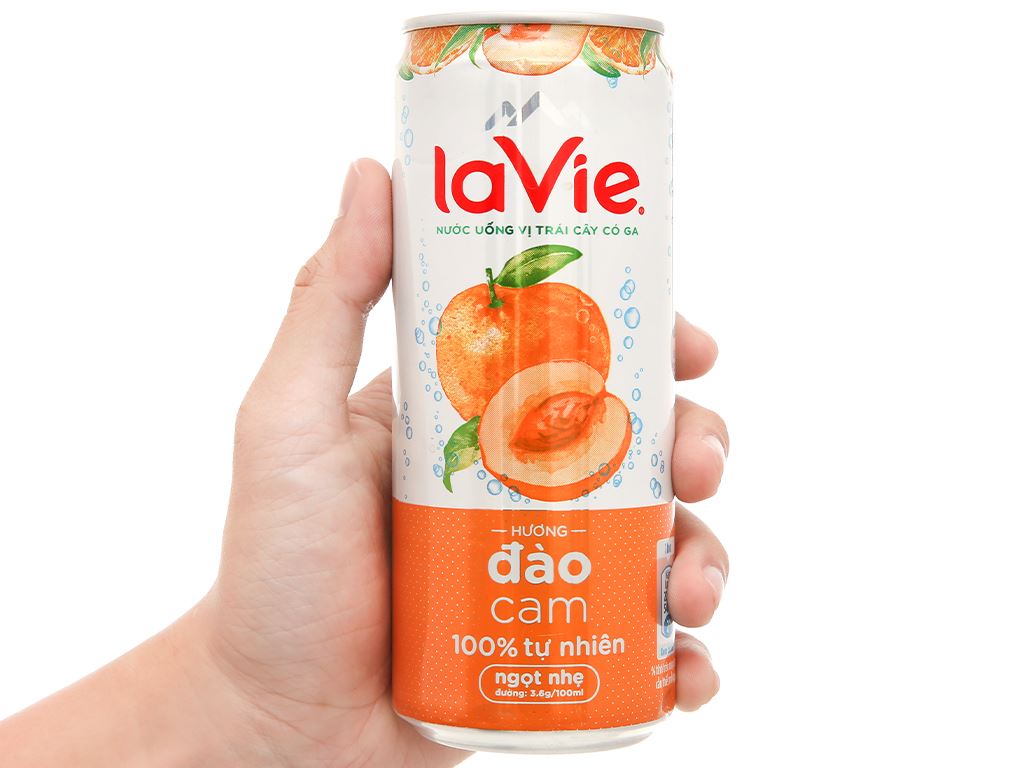 laVie
NƯỚC UỐNG VỊ TRÁI CÂY CÓ GA
HƯƠNG
đào
cam
100% tự nhiên
ngọt nhẹ
đường: 3.6g/100ml